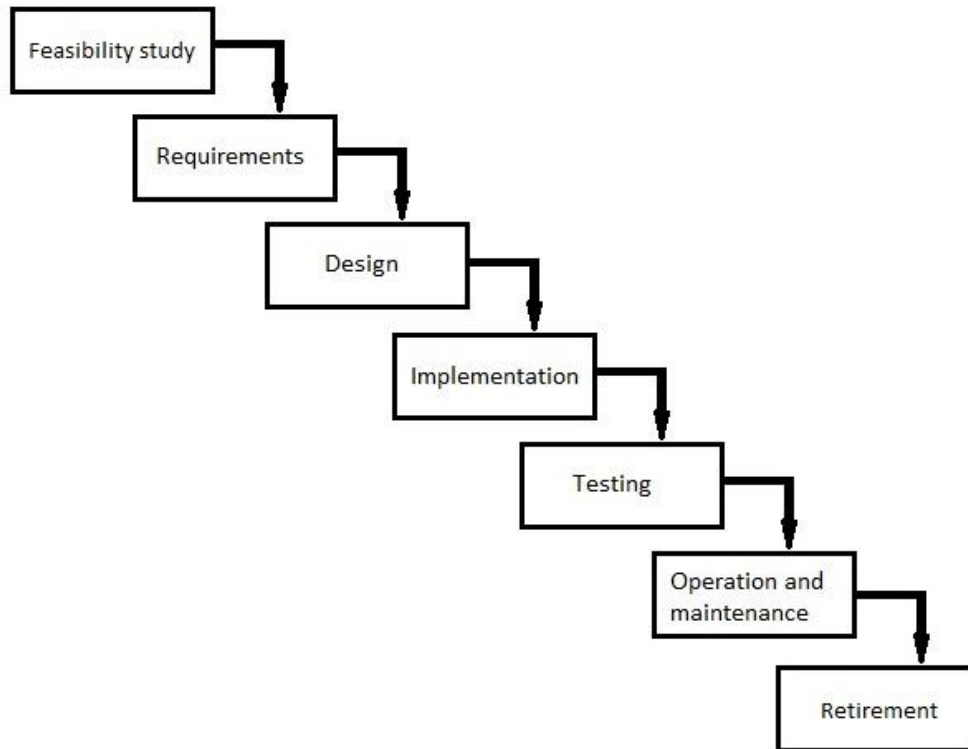 Feasibility study
Requirements
Design
Implementation
Testing
Operation and
maintenance
Retirement